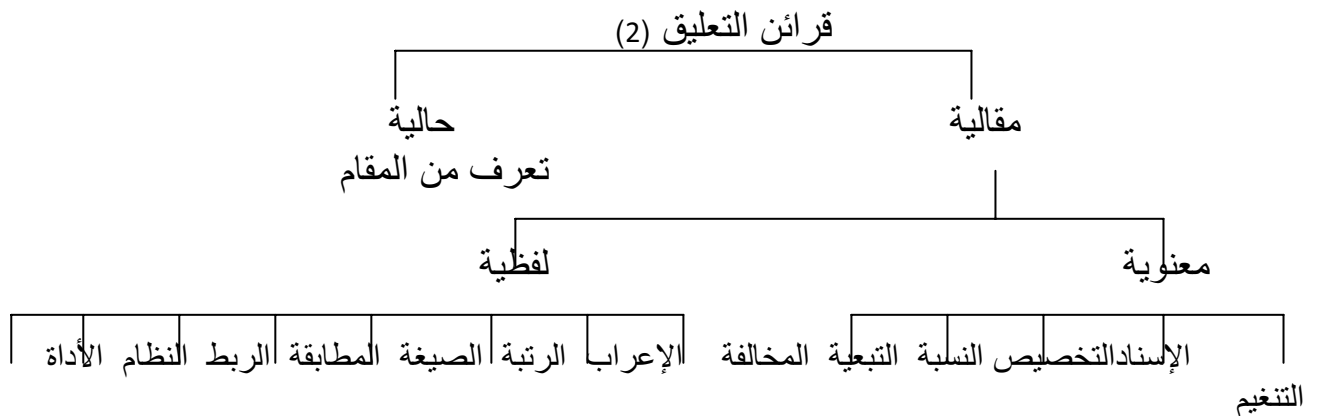 قرائن التعليق (2)
مقالية حالية
تعرف من المقام
معنوية لفظية
الإسناد التخصيص النسبة التبعية المخالفة الإعراب الرتبة الصيغة المطابقة الربط النظام الأداة
التنغيم